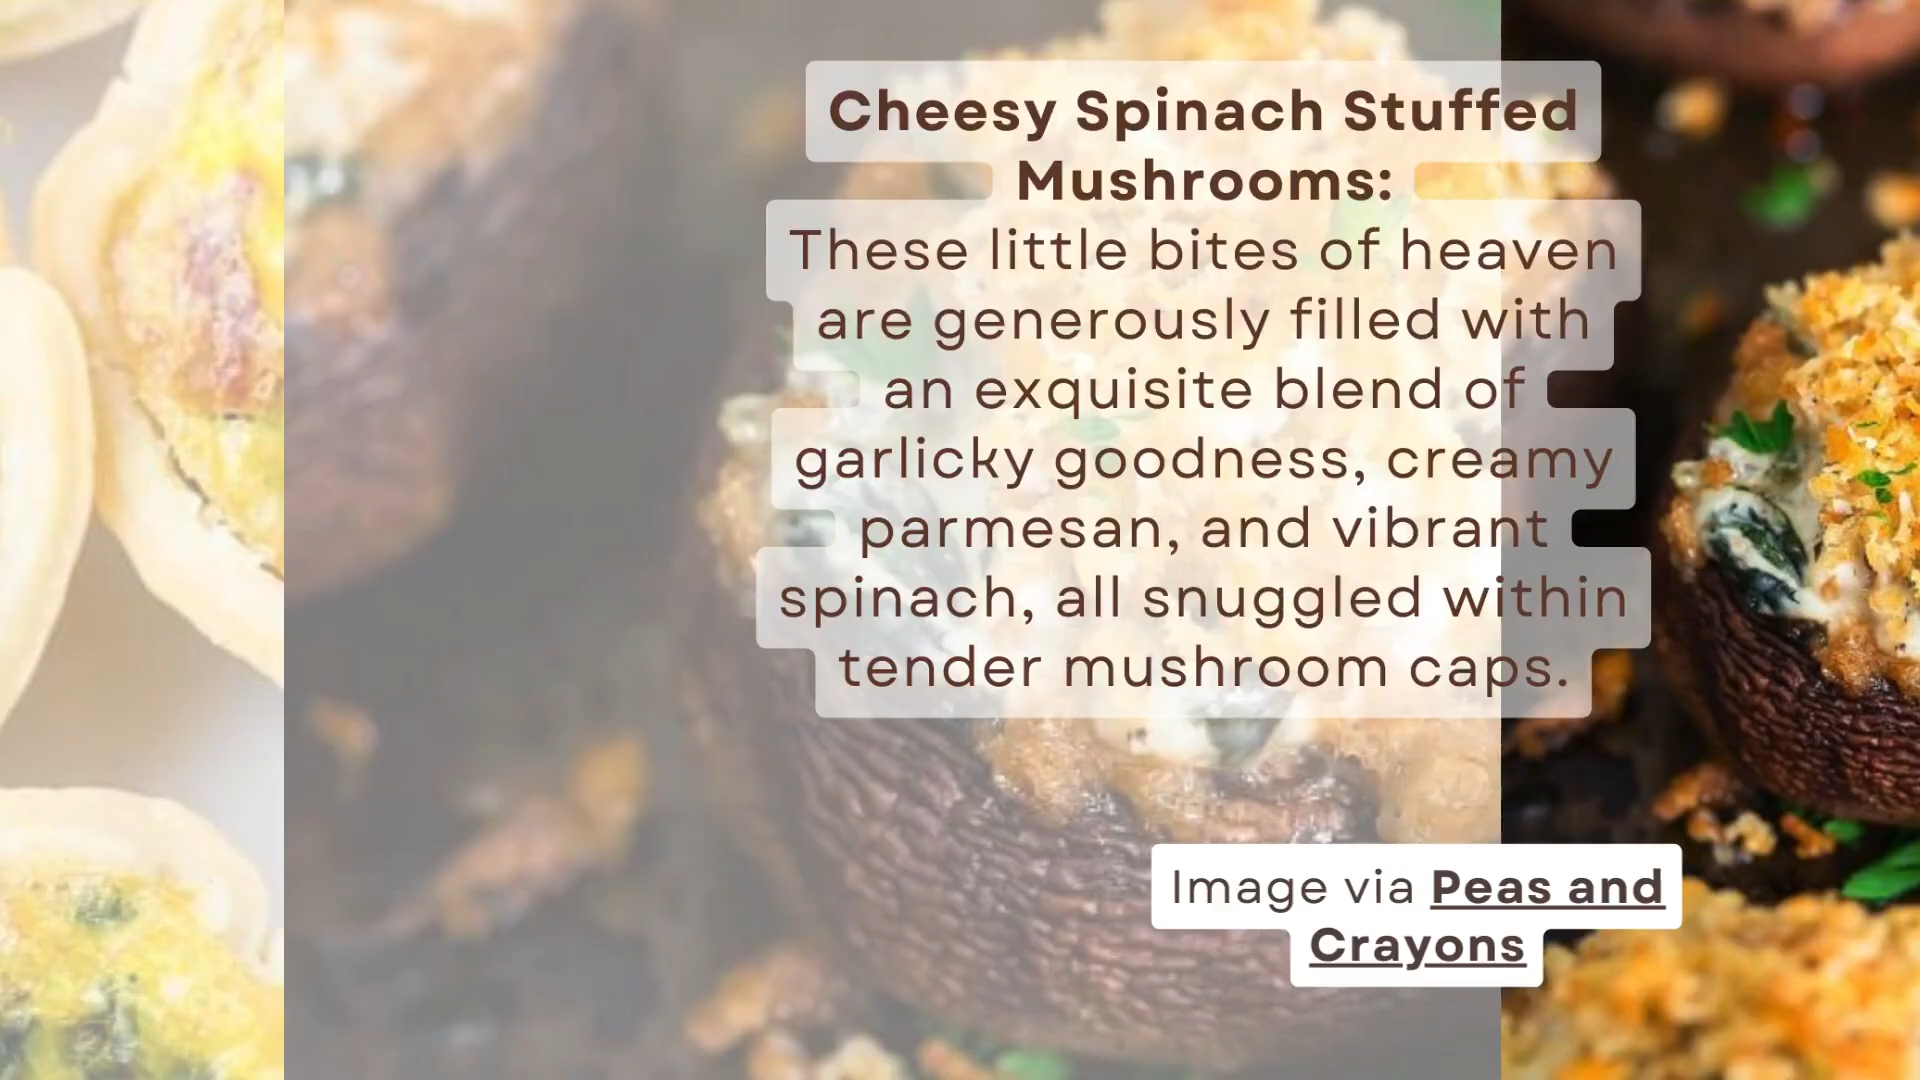 Cheesy Spinach Stuffed
Mushrooms:
These little bites of heaven
are generously filled with
an exquisite blend of
garlicky goodness, creamy
parmesan, and vibrant
spinach, all snuggled within
tender mushroom caps.
Image via Peas and
Crayons